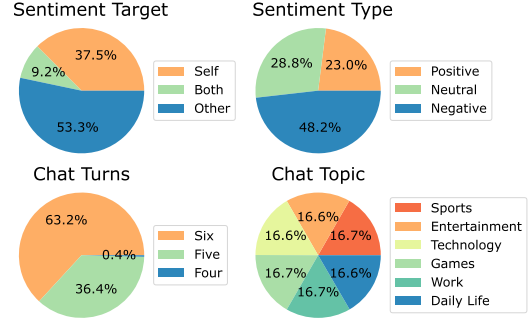 Sentiment Target
37.5%
9.2%
53.3%
Self
Both
Other
Sentiment Type
28.8%
23.0%
48.2%
Positive
Neutral
Negative
Chat Turns
63.2%
0.4%
36.4%
Six
Five
Four
Chat Topic
16.6%
16.6%
16.7%
16.7%
16.7%
16.6%
Sports
Entertainment
Technology
Games
Work
Daily Life